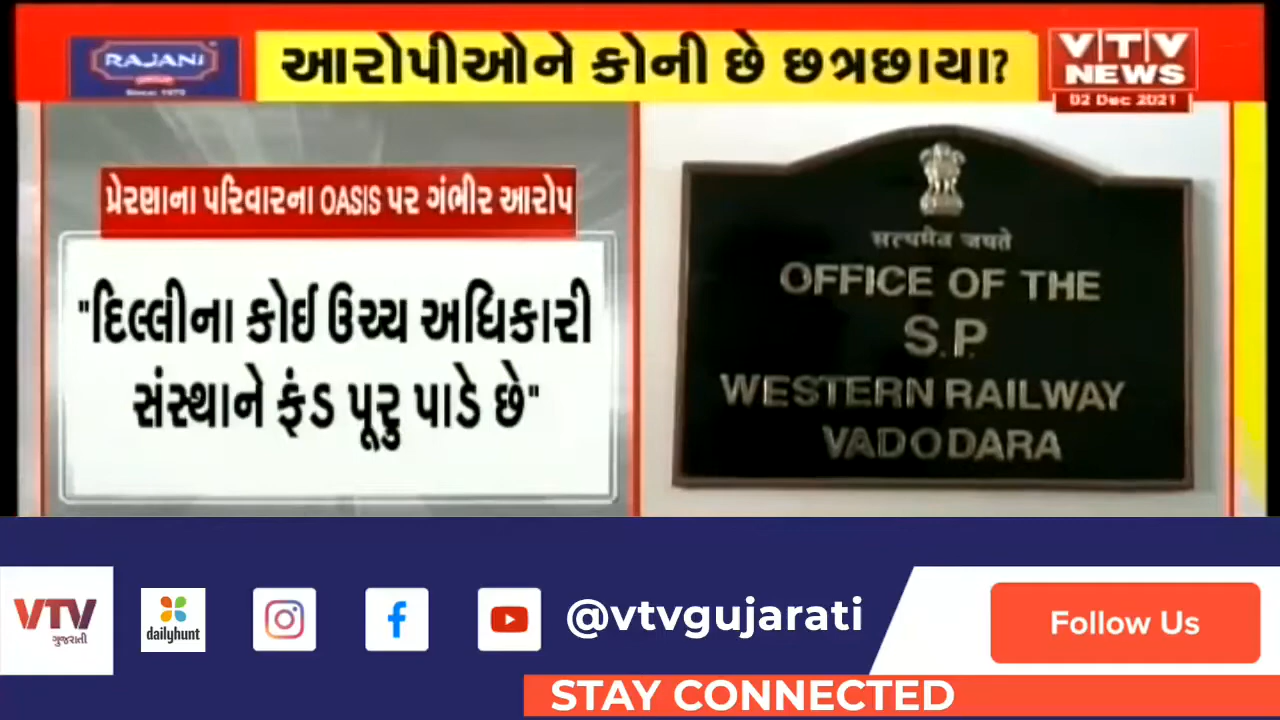 RAJANI
Since: 1970
આરોપીઓને કોની છે છત્રછાયા?
VTV
NEWS
02 Dec 2021
પ્રેરણાના પરિવારના OASIS પર ગંભીર આરોપ
"દિલ્લીના કોઈ ઉચ્ચ અધિકારી
સંસ્થાને ફંડ પૂરુ પાડે છે"
सत्यमेव जयते
OFFICE OF THE
S.P.
WESTERN RAILWAY
VADODARA
VTV
ગુજરાતી
dailyhunt
@vtvgujarati
Follow Us
STAY CONNECTED